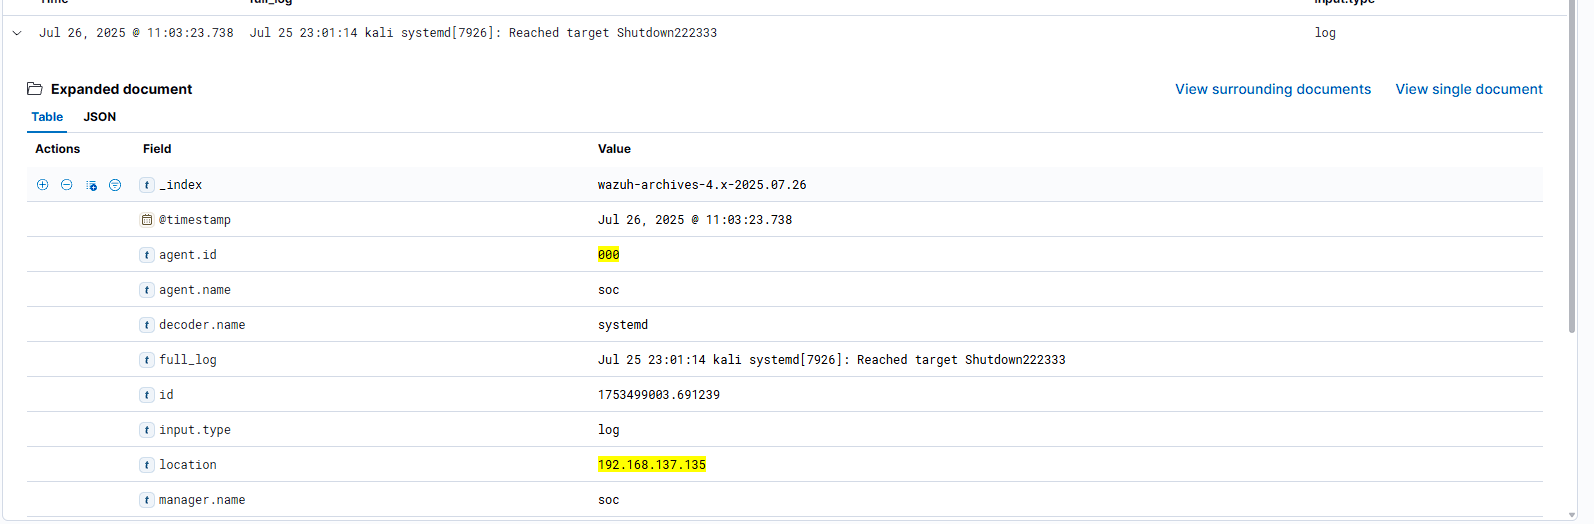 Time full_log input.type
Jul 26, 2025 @ 11:03:23.738 Jul 25 23:01:14 kali systemd[7926]: Reached target Shutdown222333 log
Expanded document View surrounding documents View single document
Table JSON
Actions Field Value
t _index wazuh-archives-4.x-2025.07.26
@timestamp Jul 26, 2025 @ 11:03:23.738
t agent.id 000
t agent.name soc
t decoder.name systemd
t full_log Jul 25 23:01:14 kali systemd[7926]: Reached target Shutdown222333
t id 1753499003.691239
t input.type log
t location 192.168.137.135
t manager.name soc